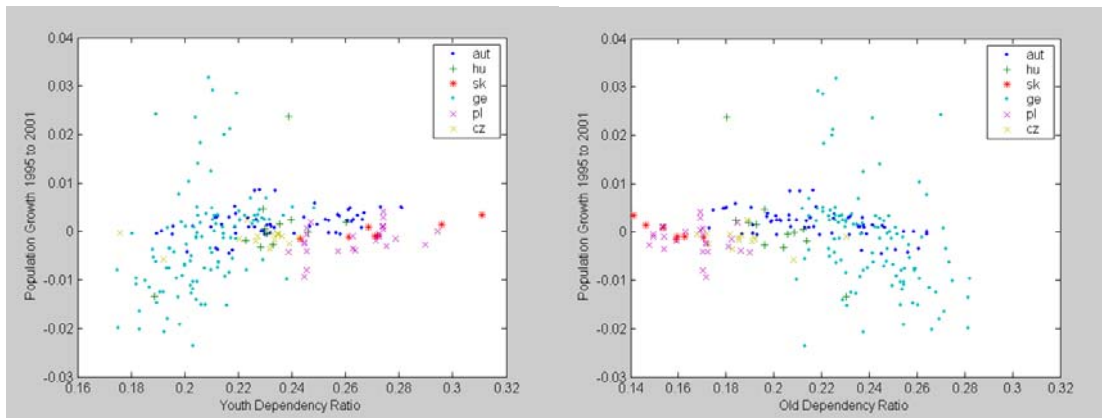 0.04
0.03
0.02
0.01
0
-0.01
-0.02
-0.03
Population Growth 1995 to 2001
0.16 0.18 0.2 0.22 0.24 0.26 0.28 0.3 0.32
Youth Dependency Ratio
aut
hu
sk
ge
pl
cz
0.04
0.03
0.02
0.01
0
-0.01
-0.02
-0.03
Population Growth 1995 to 2001
0.14 0.16 0.18 0.2 0.22 0.24 0.26 0.28 0.3 0.32
Old Dependency Ratio
aut
hu
sk
ge
pl
cz